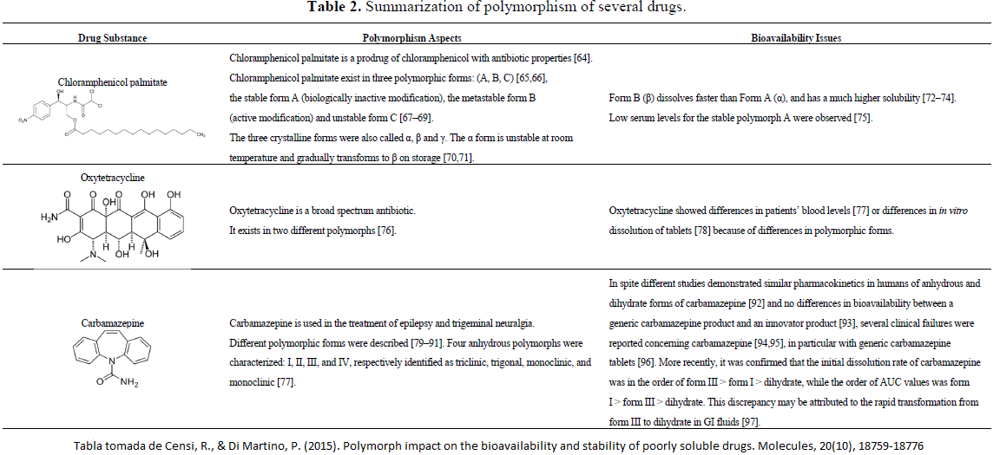 Table 2. Summarization of polymorphism of several drugs.
Drug Substance
Polymorphism Aspects
Bioavailability Issues
Chloramphenicol palmitate
OH
H
N
Cl
Cl
O
O₂N
O
O
CH₃
Chloramphenicol palmitate is a prodrug of chloramphenicol with antibiotic properties [64].
Chloramphenicol palmitate exist in three polymorphic forms: (A, B, C) [65,66],
the stable form A (biologically inactive modification), the metastable form B
(active modification) and unstable form C [67–69].
The three crystalline forms were also called α, β and γ. The α form is unstable at room
temperature and gradually transforms to β on storage [70,71].
Form B (β) dissolves faster than Form A (α), and has a much higher solubility [72–74].
Low serum levels for the stable polymorph A were observed [75].
Oxytetracycline
O O O OH OH
OH
H₂N
HO
H H
N OH OH
Oxytetracycline is a broad spectrum antibiotic.
It exists in two different polymorphs [76].
Oxytetracycline showed differences in patients’ blood levels [77] or differences in in vitro
dissolution of tablets [78] because of differences in polymorphic forms.
Carbamazepine
N
O NH₂
Carbamazepine is used in the treatment of epilepsy and trigeminal neuralgia.
Different polymorphic forms were described [79–91]. Four anhydrous polymorphs were
characterized: I, II, III, and IV, respectively identified as triclinic, trigonal, monoclinic, and
monoclinic [77].
In spite different studies demonstrated similar pharmacokinetics in humans of anhydrous and
dihydrate forms of carbamazepine [92] and no differences in bioavailability between a
generic carbamazepine product and an innovator product [93], several clinical failures were
reported concerning carbamazepine [94,95], in particular with generic carbamazepine
tablets [96]. More recently, it was confirmed that the initial dissolution rate of carbamazepine
was in the order of form III > form I > dihydrate, while the order of AUC values was form
I > form III > dihydrate. This discrepancy may be attributed to the rapid transformation from
form III to dihydrate in GI fluids [97].
Tabla tomada de Censi, R., & Di Martino, P. (2015). Polymorph impact on the bioavailability and stability of poorly soluble drugs. Molecules, 20(10), 18759-18776